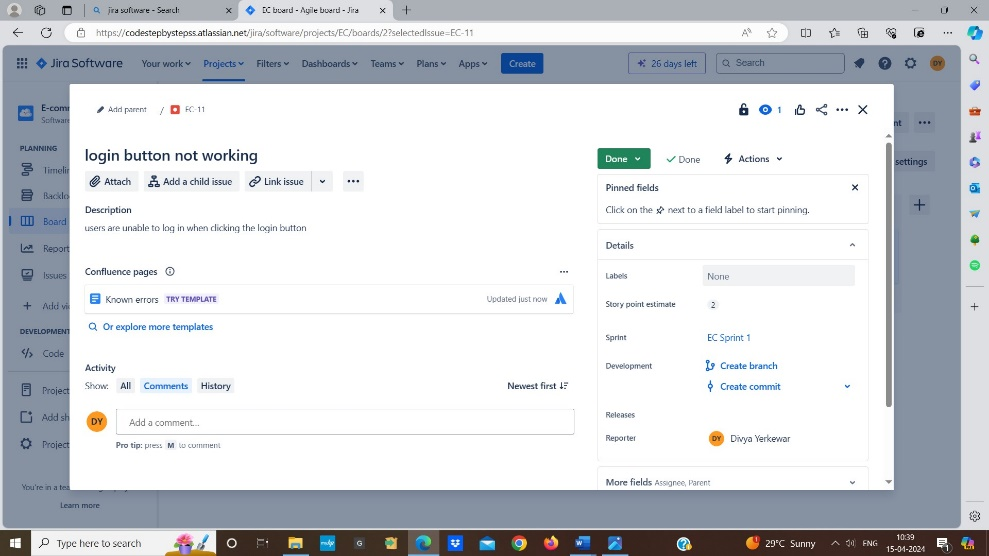 jira software - Search
EC board - Agile board - Jira
https://codestepbystepss.atlassian.net/jira/software/projects/EC/boards/2?selectedIssue=EC-11
Jira Software
Your work
Projects
Filters
Dashboards
Teams
Plans
Apps
Create
26 days left
Search
DY
E-comm
Software
PLANNING
Timelin
Backlo
Board
Report
Issues
Add vi
DEVELOPMENT
Code
Project
Add sh
Project
You're in a tea
Learn more
nt
settings
Add parent / EC-11
1
login button not working
Attach
Add a child issue
Link issue
Description
users are unable to log in when clicking the login button
Confluence pages
Known errors TRY TEMPLATE Updated just now
Or explore more templates
Activity
Show: All Comments History Newest first
DY
Add a comment...
Pro tip: press M to comment
Done
Done
Actions
Pinned fields
Click on the next to a field label to start pinning.
Details
Labels None
Story point estimate 2
Sprint EC Sprint 1
Development Create branch
Create commit
Releases
Reporter DY Divya Yerkewar
More fields Assignee, Parent
Type here to search
29°C Sunny
ENG
10:39
15-04-2024